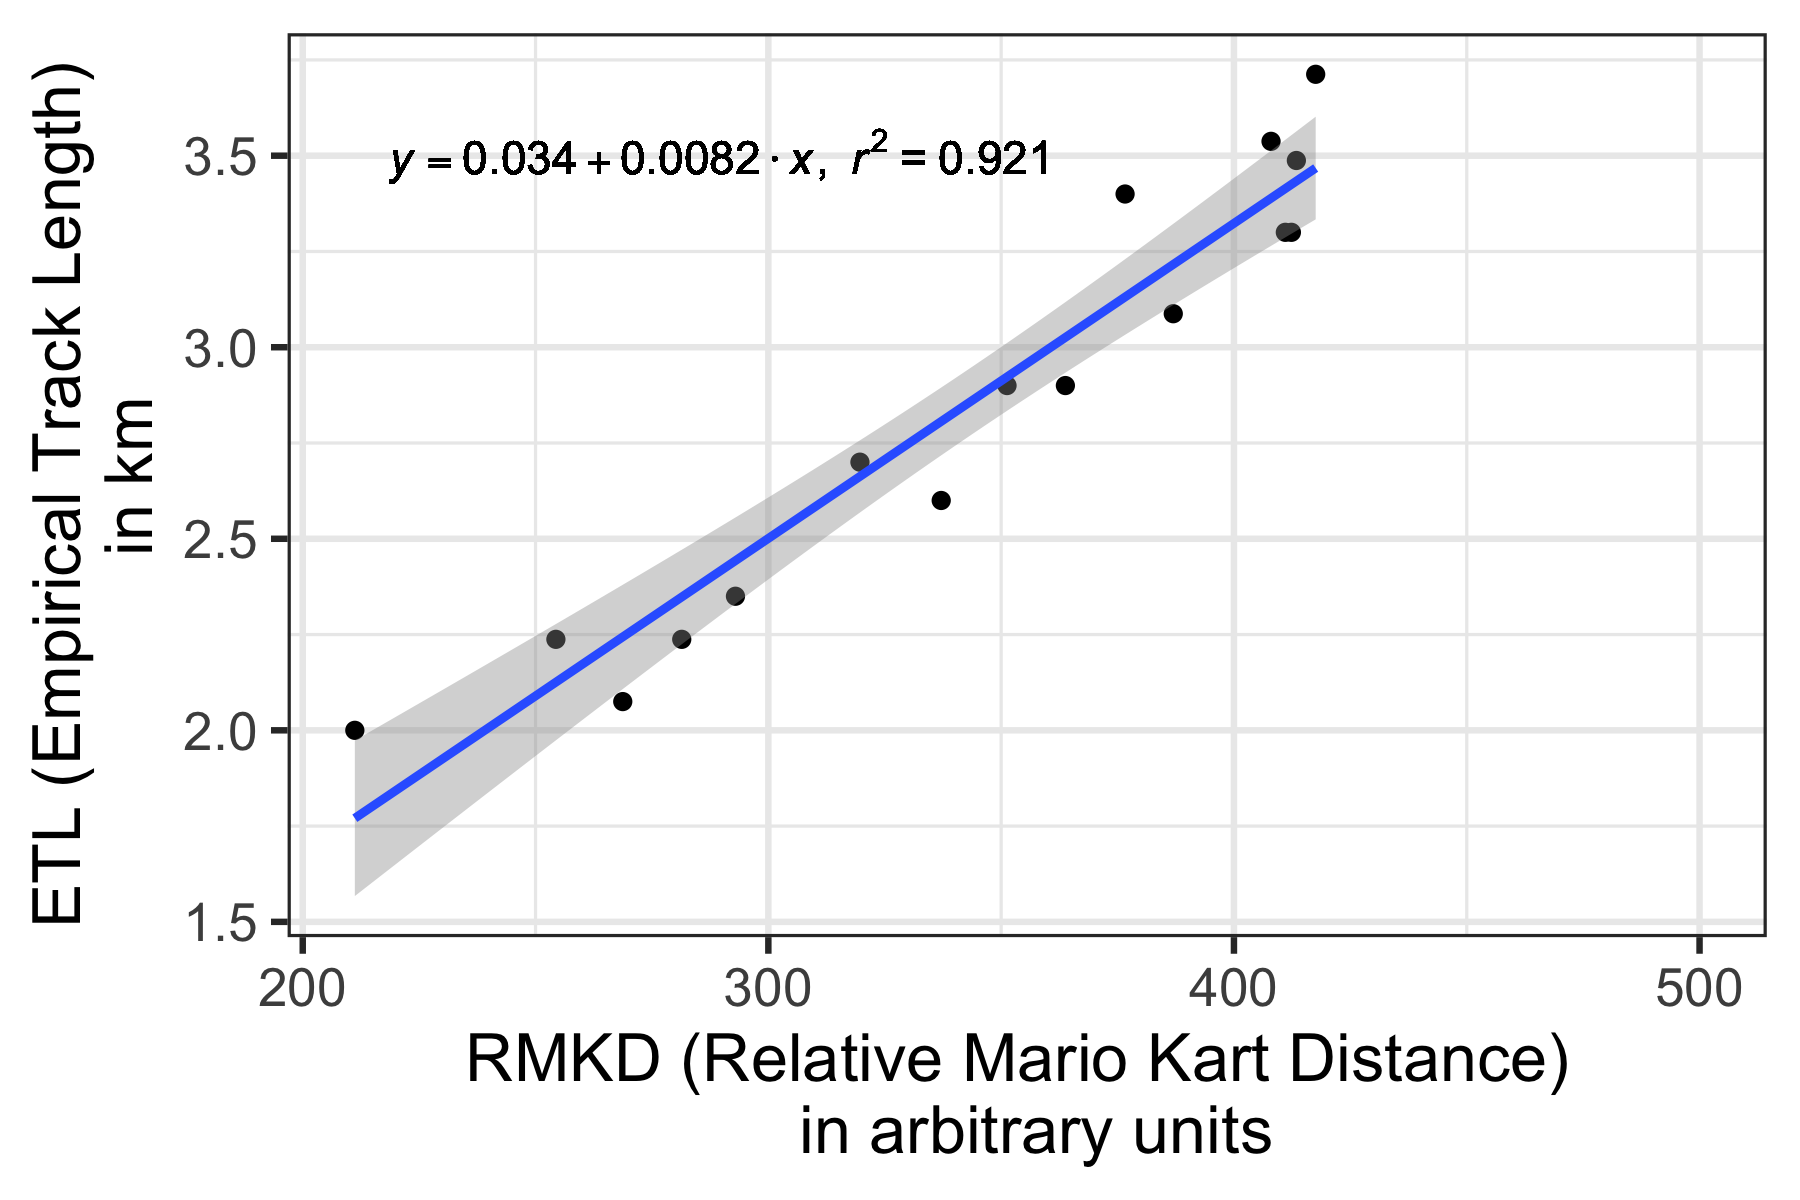 ETL (Empirical Track Length)
in km
3.5
3.0
2.5
2.0
1.5
y = 0.034 + 0.0082 · x, r² = 0.921
200 300 400 500
RMKD (Relative Mario Kart Distance)
in arbitrary units